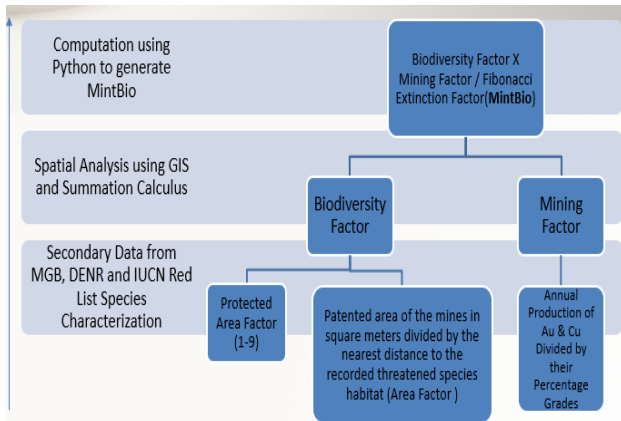 Computation using
Python to generate
MintBio
Biodiversity Factor X
Mining Factor / Fibonacci
Extinction Factor(MintBio)
Spatial Analysis using GIS
and Summation Calculus
Biodiversity
Factor
Mining
Factor
Secondary Data from
MGB, DENR and IUCN Red
List Species
Characterization
Protected
Area Factor
(1-9)
Patented area of the mines in
square meters divided by the
nearest distance to the
recorded threatened species
habitat (Area Factor )
Annual
Production of
Au & Cu
Divided by
their
Percentage
Grades